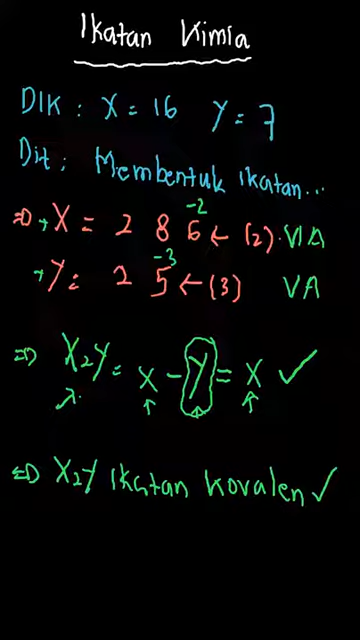 Ikatan Kimia
DIK : X = 16 Y = 7
Dit : Membentuk Ikatan...
⇒ → X = 2 8 6 ← (2) · VIA
-2
→ Y = 2 5 ← (3) VA
-3
⇒ X₂Y = X - Y = X ✓
↑ ↑ ↑
⇒ X₂Y Ikatan Kovalen ✓